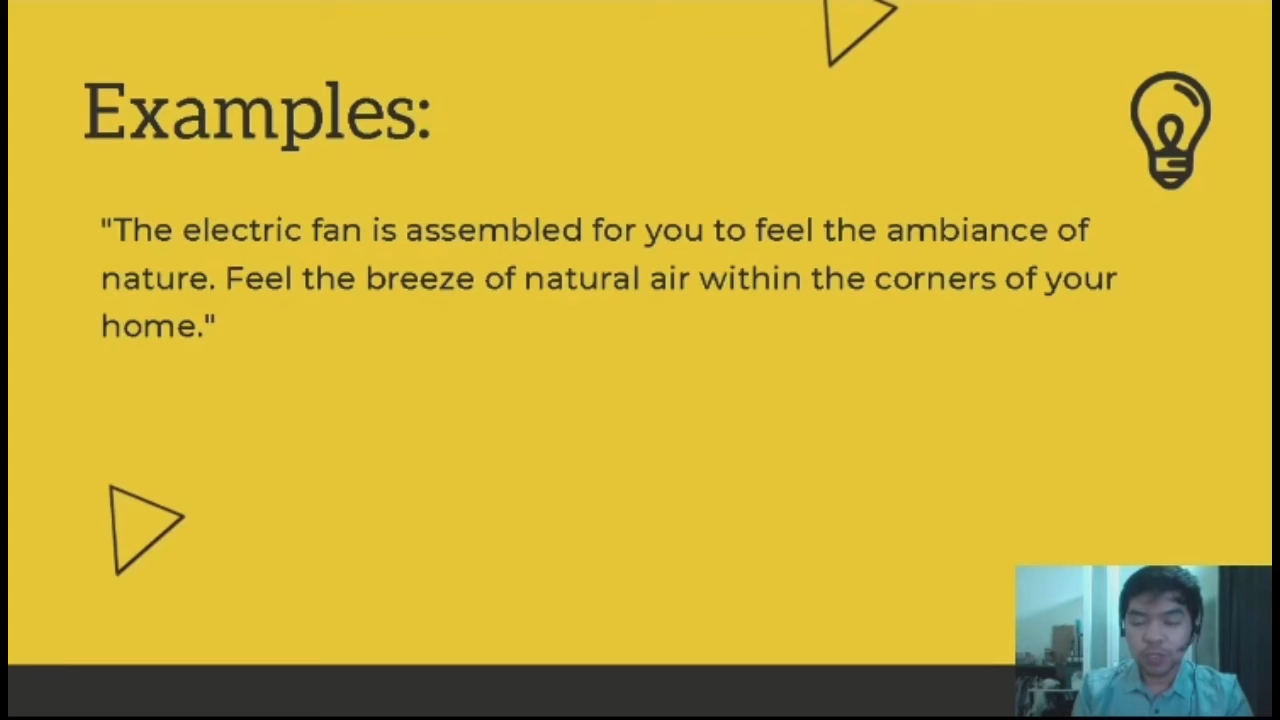 Examples:
"The electric fan is assembled for you to feel the ambiance of
nature. Feel the breeze of natural air within the corners of your
home."